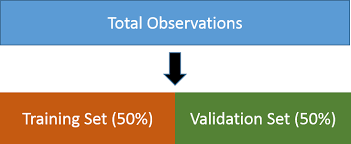 Total Observations
Training Set (50%)
Validation Set (50%)